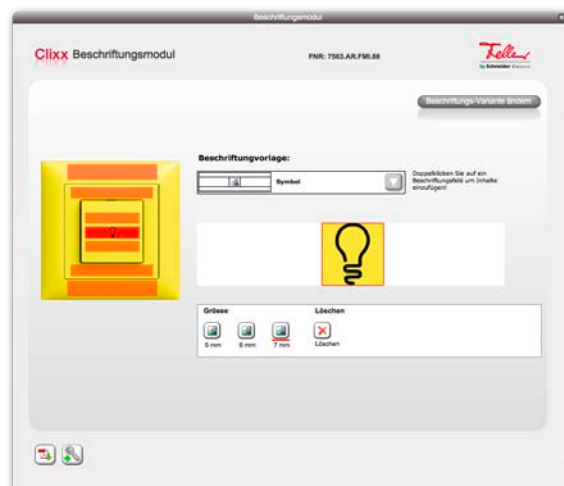 Beschriftungsmodul
Clixx Beschriftungsmodul
FNR: 7563.AR.FMI.88
Feller
by Schneider Electric
Beschriftungs-Variante ändern
Beschriftungvorlage:
Symbol
Doppelklicken Sie auf ein
Beschriftungsfeld um Inhalte
einzufügen!
Grösse
Löschen
5 mm
6 mm
7 mm
Löschen